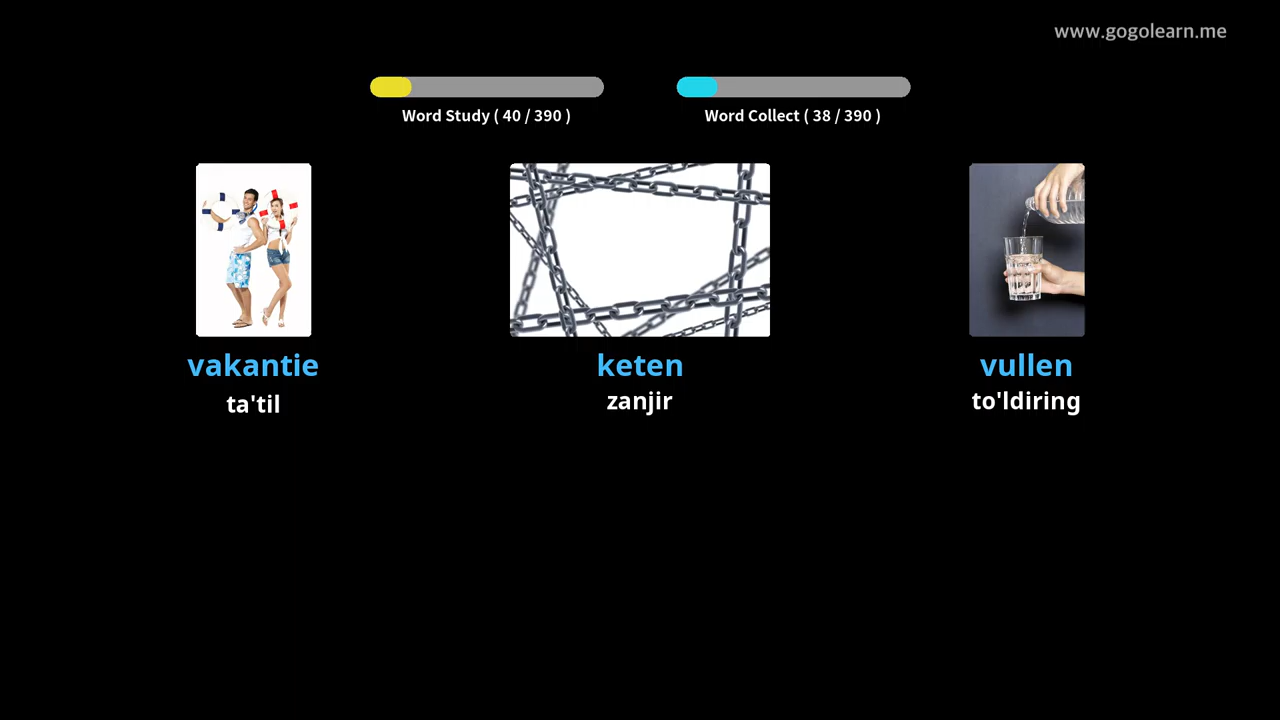 www.gogolearn.me
Word Study ( 40 / 390 )
Word Collect ( 38 / 390 )
vakantie
ta'til
keten
zanjir
vullen
to'ldiring